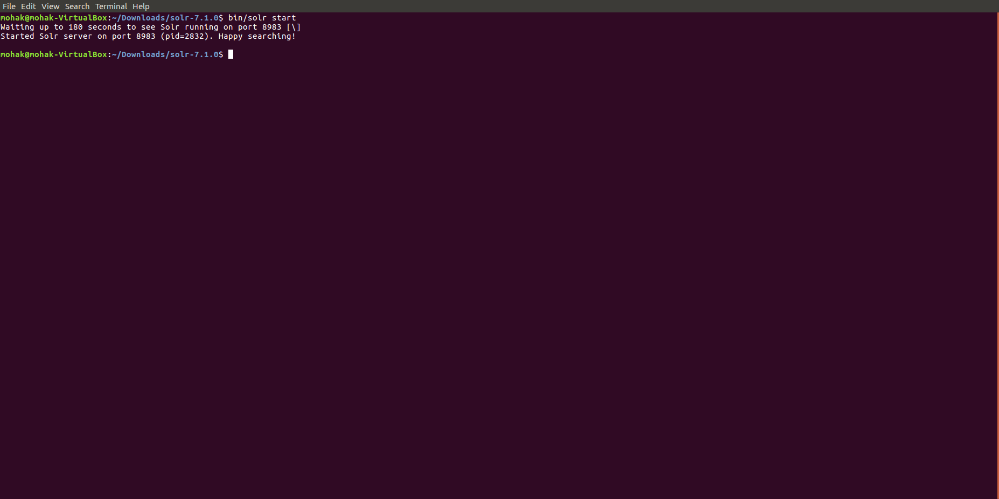 File Edit View Search Terminal Help
mohak@mohak-VirtualBox:~/Downloads/solr-7.1.0$ bin/solr start
Waiting up to 180 seconds to see Solr running on port 8983 [\]
Started Solr server on port 8983 (pid=2832). Happy searching!
mohak@mohak-VirtualBox:~/Downloads/solr-7.1.0$